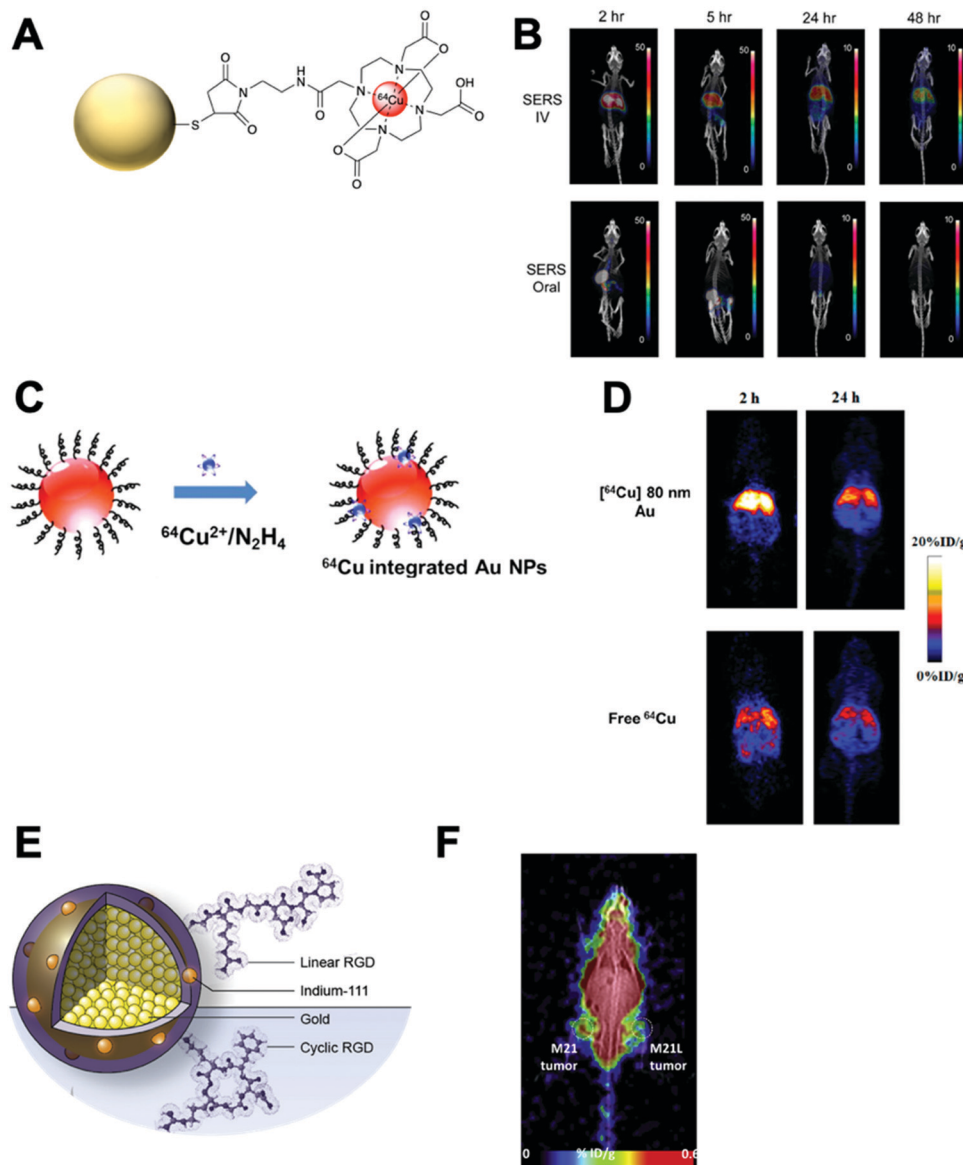 A
64Cu
S
N
O
O
H
N
O
N
N
N
N
O
O
O
O
OH
O
B
2 hr
5 hr
24 hr
48 hr
SERS
IV
50
0
50
0
10
0
10
0
SERS
Oral
50
0
50
0
10
0
10
0
C
⁶⁴Cu²⁺/N₂H₄
⁶⁴Cu integrated Au NPs
D
2 h
24 h
[⁶⁴Cu] 80 nm
Au
20%ID/g
0%ID/g
Free ⁶⁴Cu
E
Linear RGD
Indium-111
Gold
Cyclic RGD
F
M21
tumor
M21L
tumor
0
% ID/g
0.6